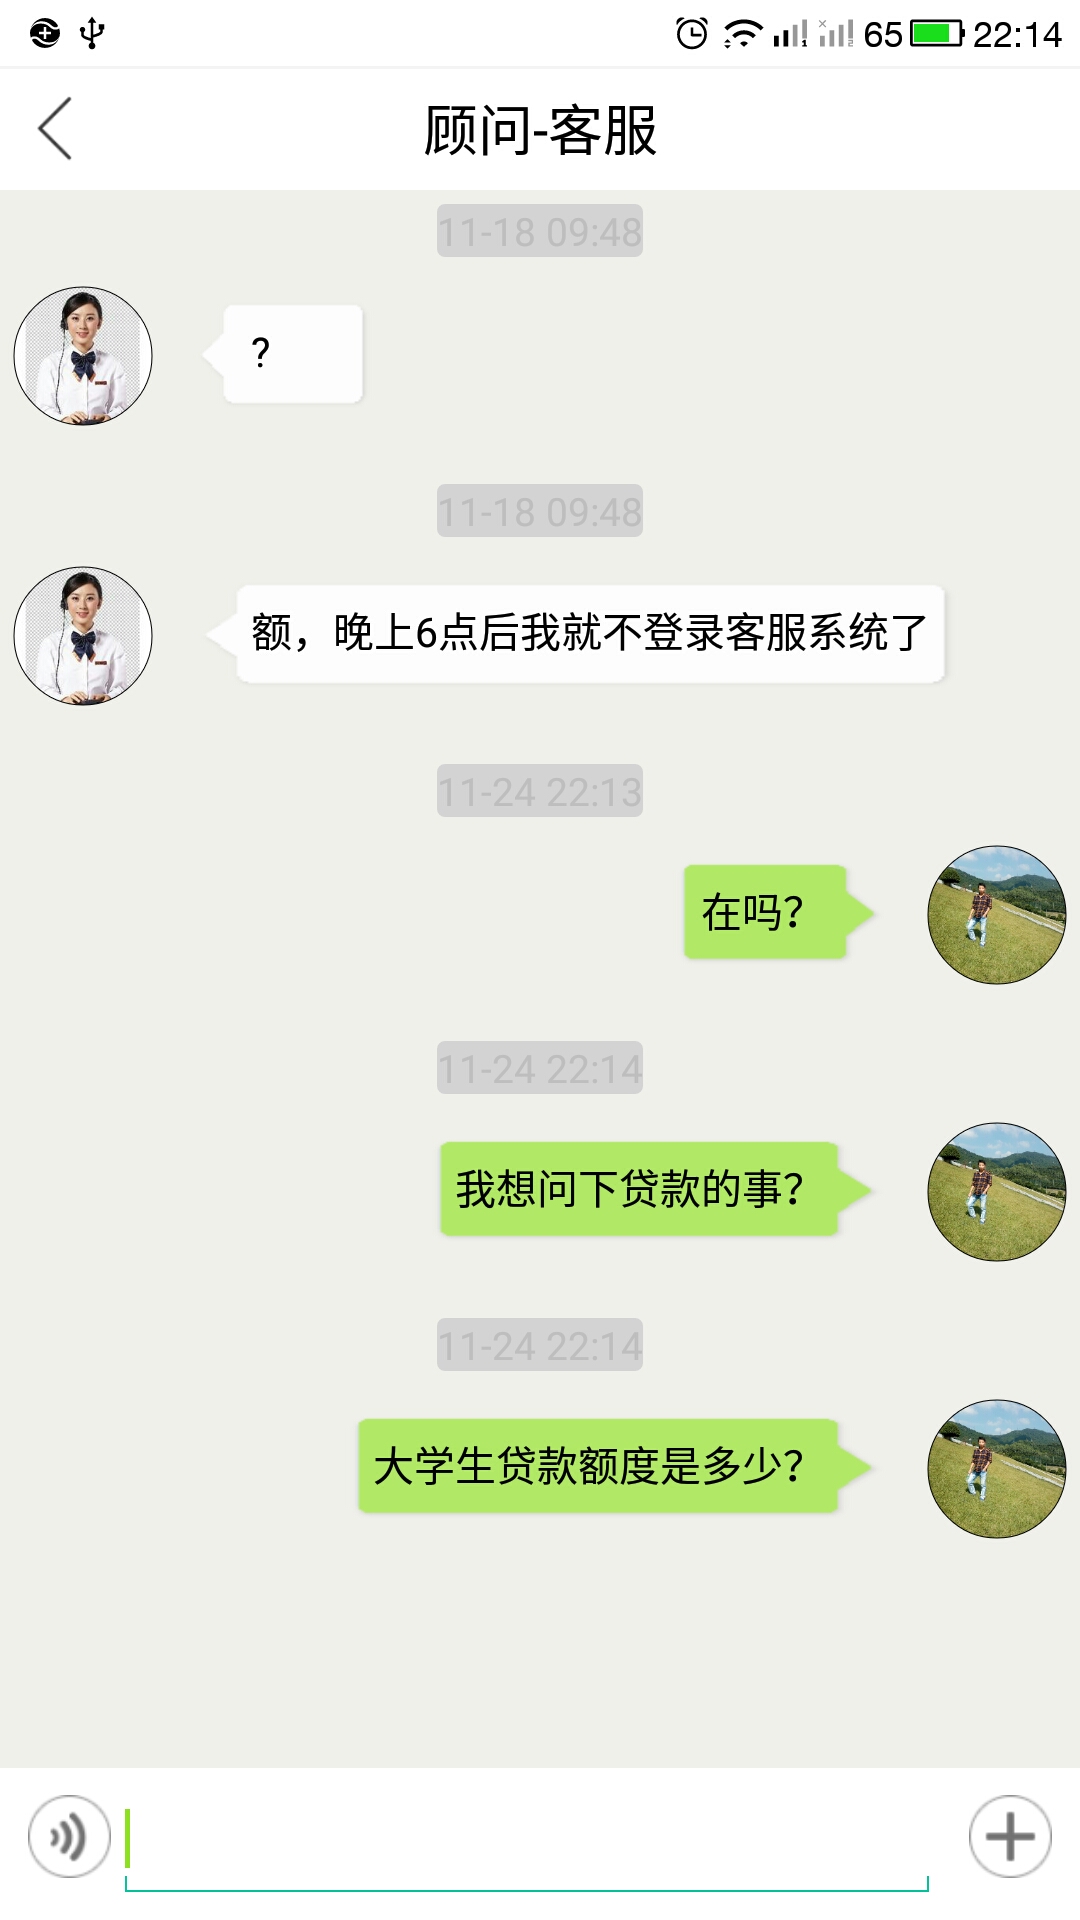 65 22:14
顾问-客服
11-18 09:48
?
11-18 09:48
额，晚上6点后我就不登录客服系统了
11-24 22:13
在吗?
11-24 22:14
我想问下贷款的事?
11-24 22:14
大学生贷款额度是多少?